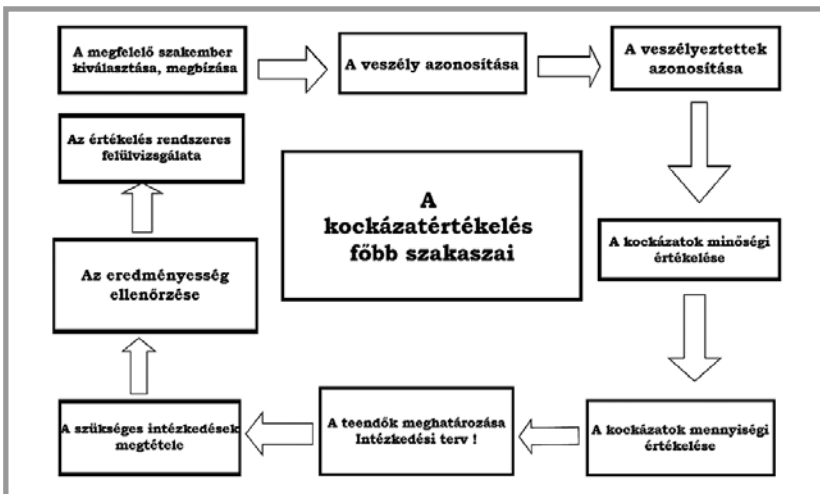 A megfelelő szakember
kiválasztása, megbízása
A veszély azonosítása
A veszélyeztettek
azonosítása
Az értékelés rendszeres
felülvizsgálata
A
kockázatértékelés
főbb szakaszai
A kockázatok minőségi
értékelése
Az eredményesség
ellenőrzése
A szükséges intézkedések
megtétele
A teendők meghatározása
Intézkedési terv !
A kockázatok mennyiségi
értékelése